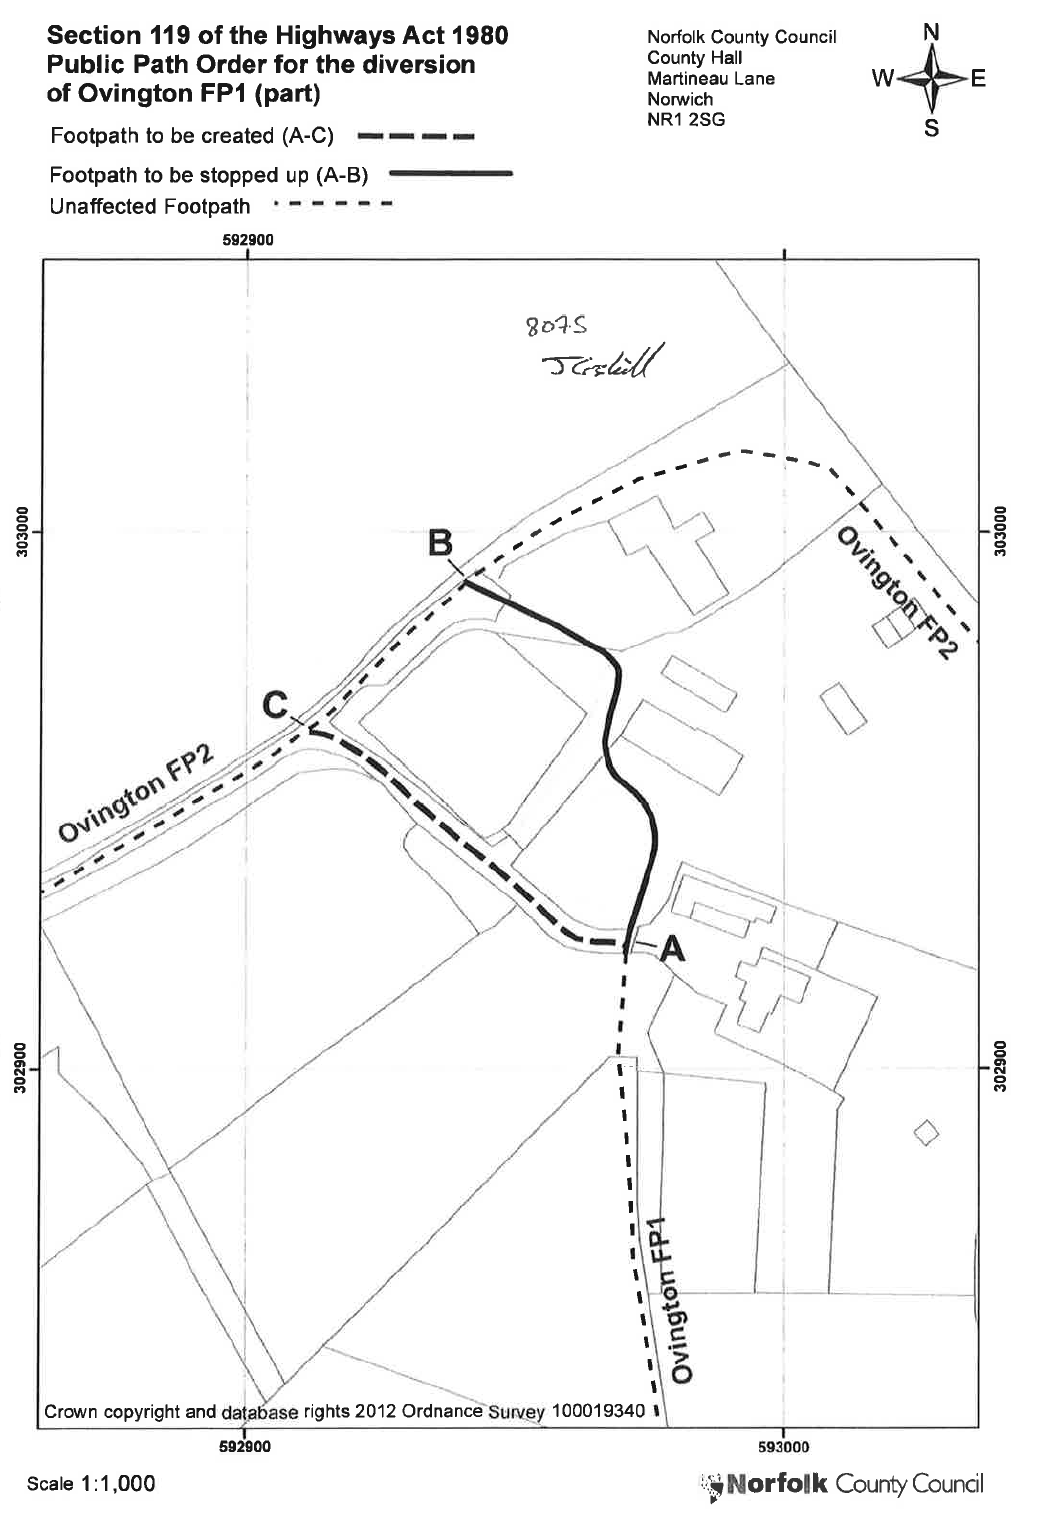 Section 119 of the Highways Act 1980
Public Path Order for the diversion
of Ovington FP1 (part)
Footpath to be created (A-C)
Footpath to be stopped up (A-B)
Unaffected Footpath
Norfolk County Council
County Hall
Martineau Lane
Norwich
NR1 2SG
N
W E
S
592900
303000
303000
B
Ovington FP2
C
Ovington FP2
A
302900
302900
Ovington FP1
Crown copyright and database rights 2012 Ordnance Survey 100019340
592900
593000
Scale 1:1,000
Norfolk County Council